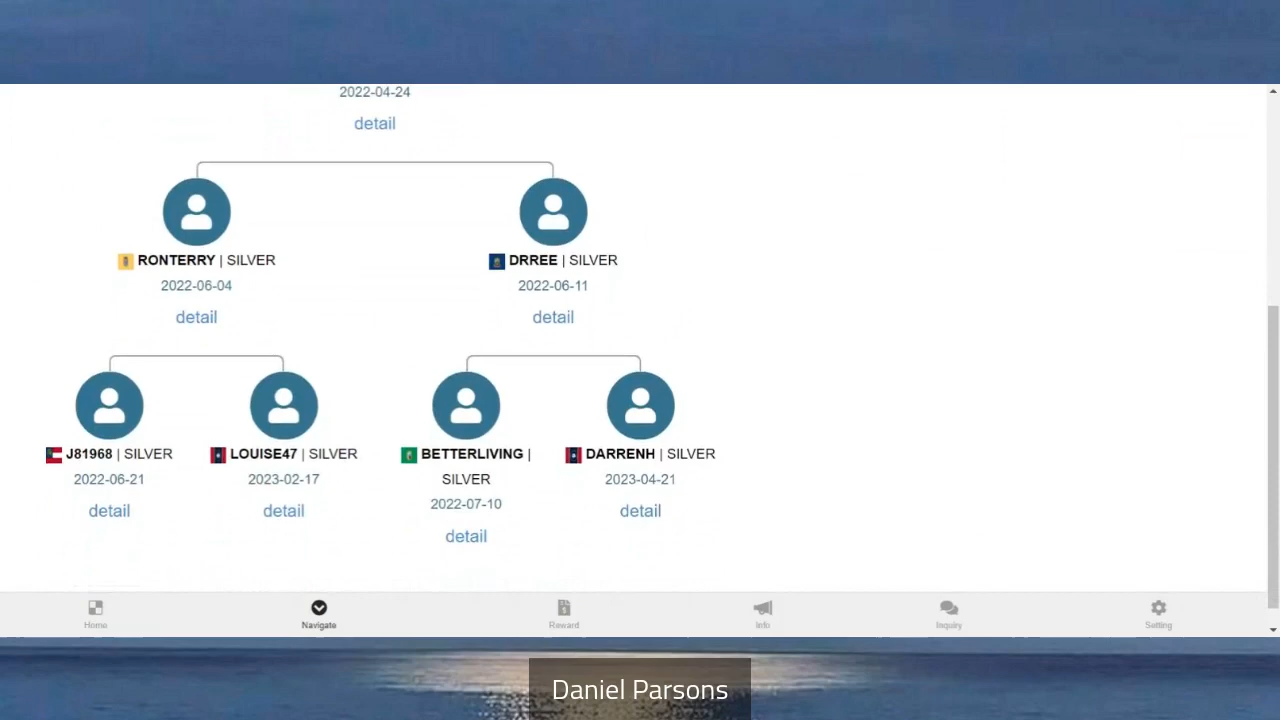 2022-04-24
detail
RONTERRY | SILVER
2022-06-04
detail
DRREE | SILVER
2022-06-11
detail
J81968 | SILVER
2022-06-21
detail
LOUISE47 | SILVER
2023-02-17
detail
BETTERLIVING |
SILVER
2022-07-10
detail
DARRENH | SILVER
2023-04-21
detail
Home
Navigate
Reward
Info
Inquiry
Setting
Daniel Parsons